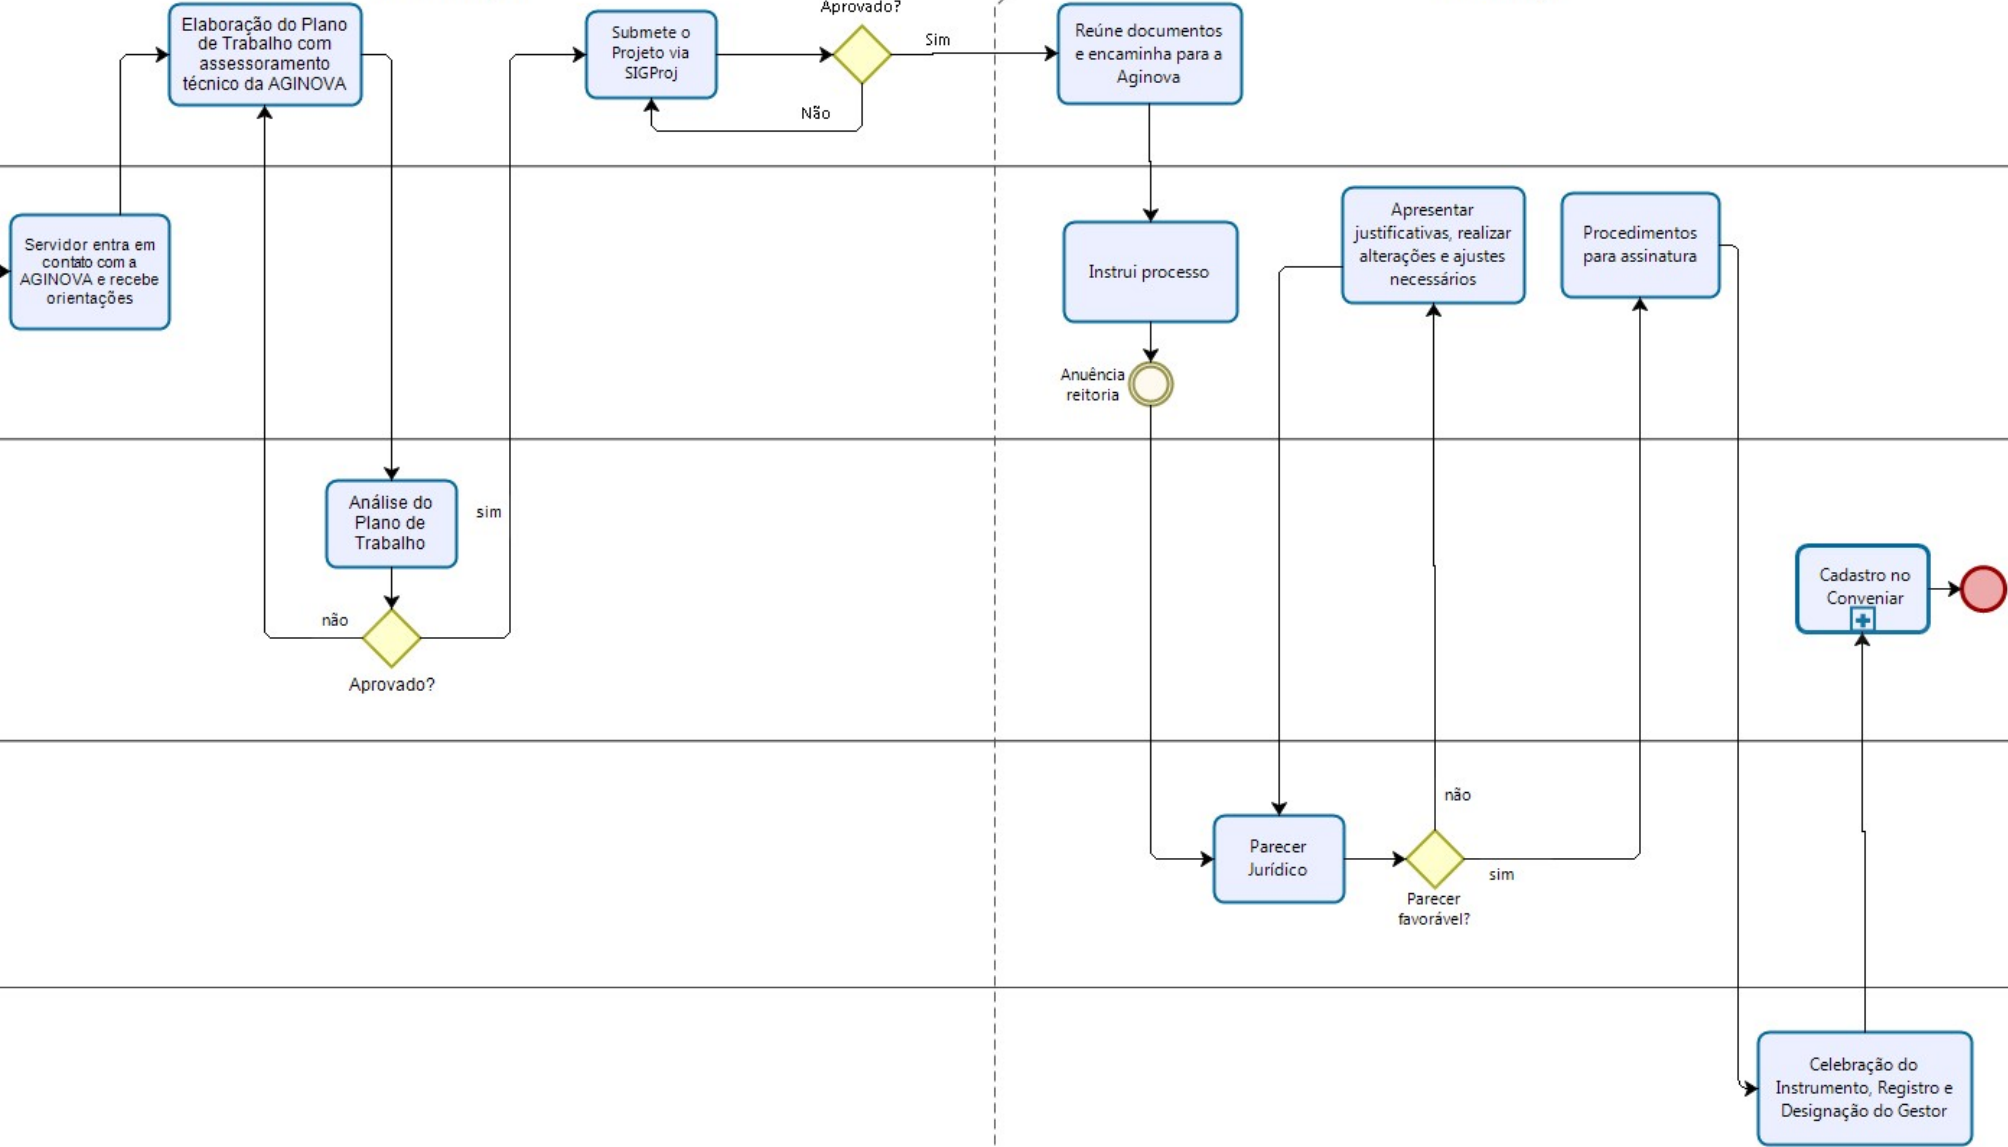 Elaboração do Plano
de Trabalho com
assessoramento
técnico da AGINOVA
Submete o
Projeto via
SIGProj
Aprovado?
Sim
Não
Reúne documentos
e encaminha para a
Aginova
Servidor entra em
contato com a
AGINOVA e recebe
orientações
Instrui processo
Anuência
reitoria
Apresentar
justificativas, realizar
alterações e ajustes
necessários
Procedimentos
para assinatura
Análise do
Plano de
Trabalho
sim
não
Aprovado?
Cadastro no
Conveniar
Parecer
Jurídico
não
sim
Parecer
favorável?
Celebração do
Instrumento, Registro e
Designação do Gestor